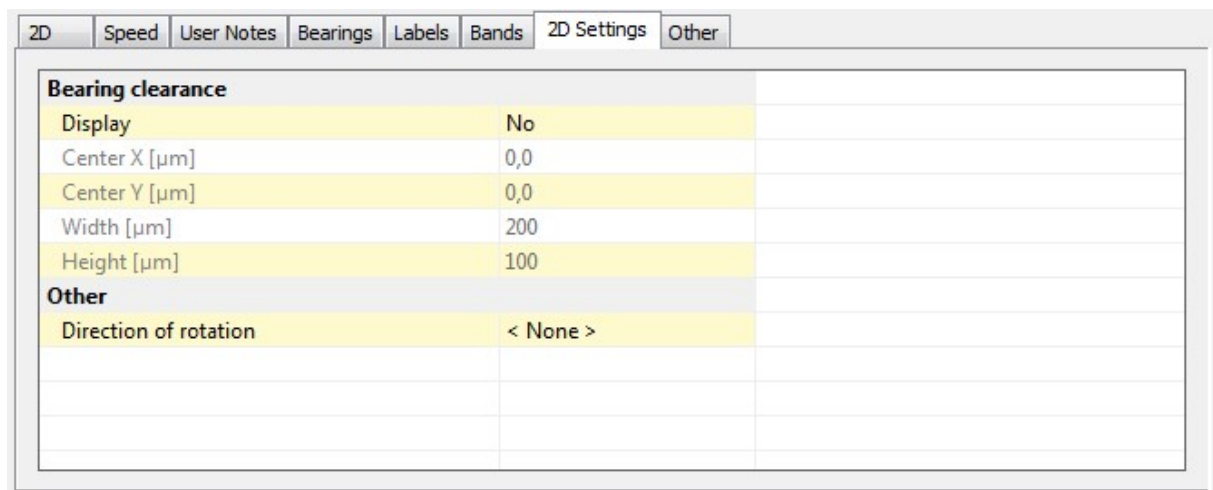 2D Speed User Notes Bearings Labels Bands 2D Settings Other
Bearing clearance
Display No
Center X [µm] 0,0
Center Y [µm] 0,0
Width [µm] 200
Height [µm] 100
Other
Direction of rotation < None >